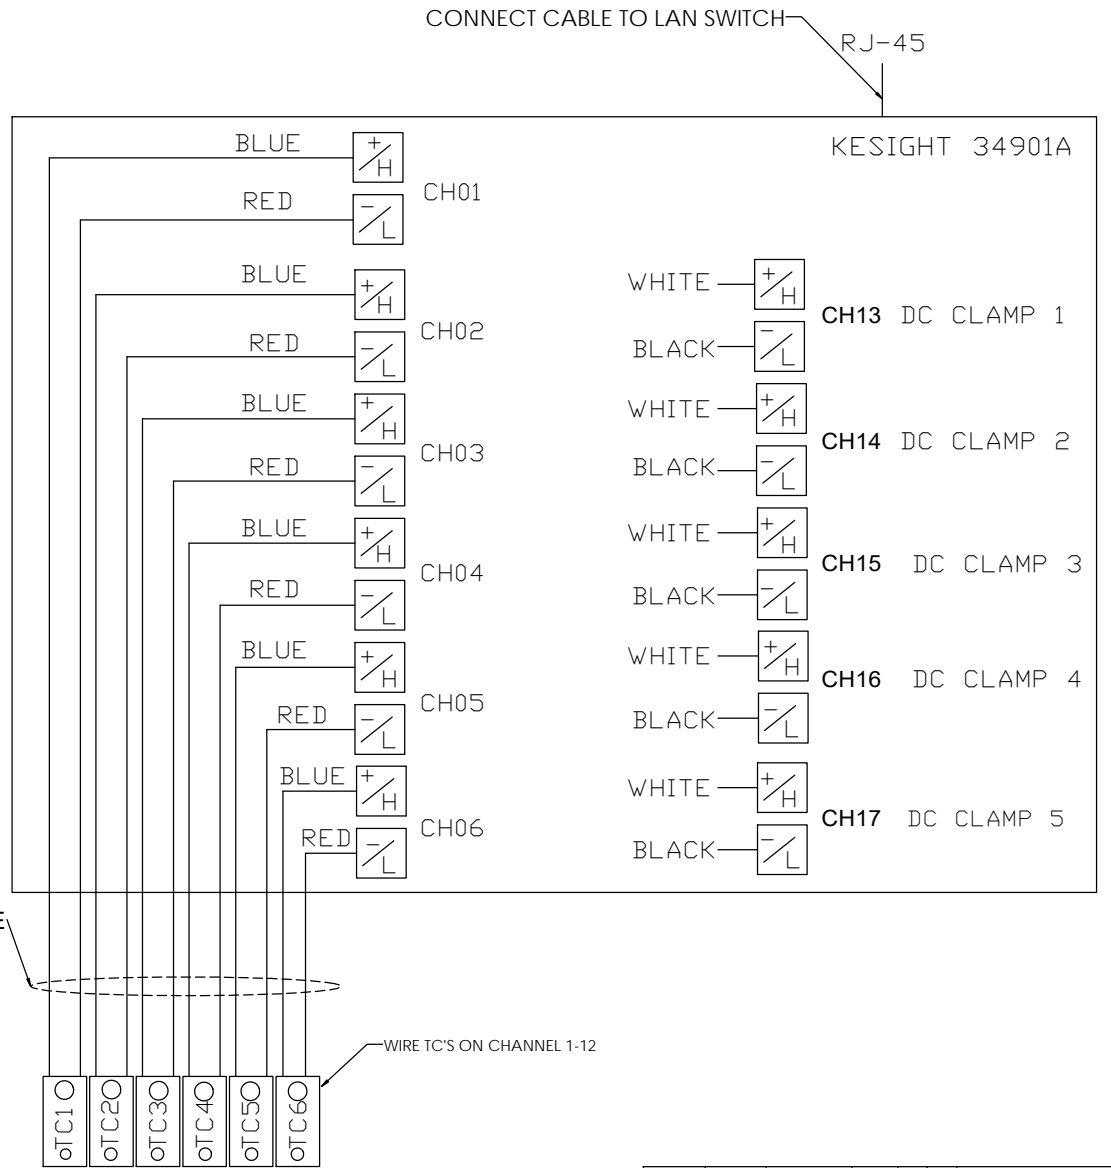 CONNECT CABLE TO LAN SWITCH
RJ-45
KESIGHT 34901A
BLUE + H
CH01
RED - L
BLUE + H
CH02
RED - L
BLUE + H
CH03
RED - L
BLUE + H
CH04
RED - L
BLUE + H
CH05
RED - L
BLUE + H
CH06
RED - L
WHITE + H
CH13 DC CLAMP 1
BLACK - L
WHITE + H
CH14 DC CLAMP 2
BLACK - L
WHITE + H
CH15 DC CLAMP 3
BLACK - L
WHITE + H
CH16 DC CLAMP 4
BLACK - L
WHITE + H
CH17 DC CLAMP 5
BLACK - L
WIRE TC'S ON CHANNEL 1-12
TC1
TC2
TC3
TC4
TC5
TC6